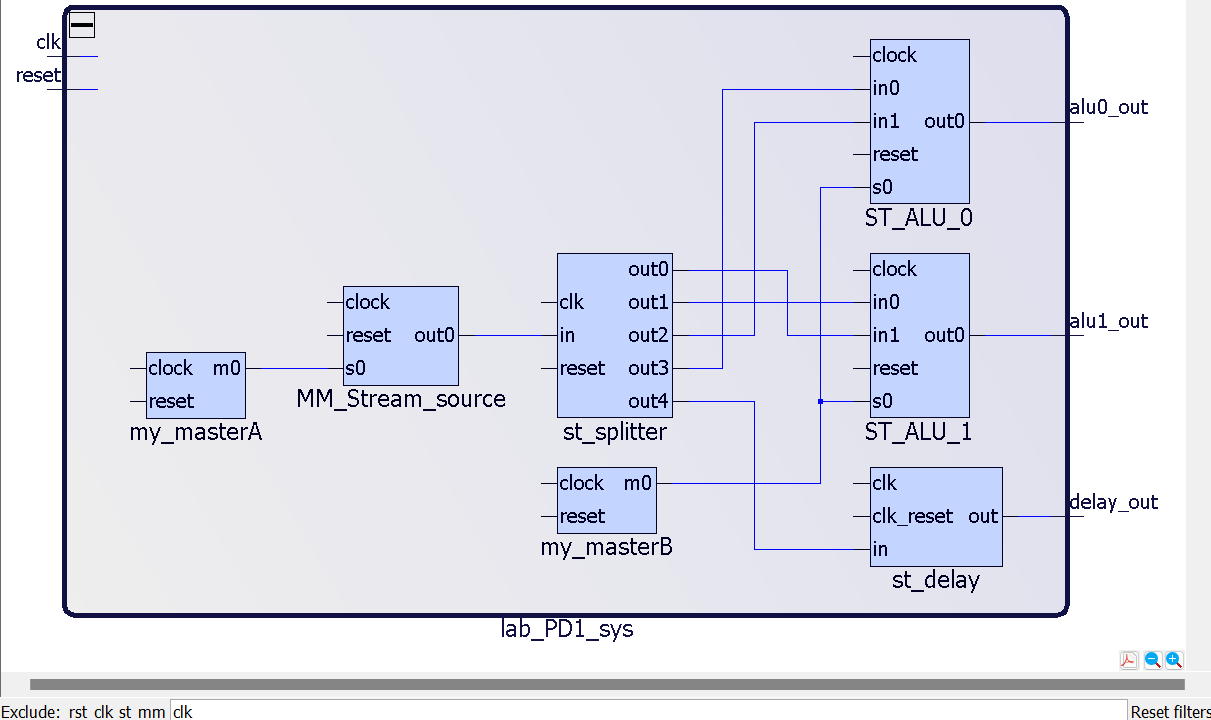 clk
reset
clock
in0
in1 out0
reset
s0
ST_ALU_0
alu0_out
clock
reset out0
s0
MM_Stream_source
clock m0
reset
my_masterA
out0
clk out1
in out2
reset out3
out4
st_splitter
clock
in0
in1 out0
reset
s0
ST_ALU_1
alu1_out
clock m0
reset
my_masterB
clk
clk_reset out
in
st_delay
delay_out
lab_PD1_sys
Exclude: rst clk st mm clk Reset filters